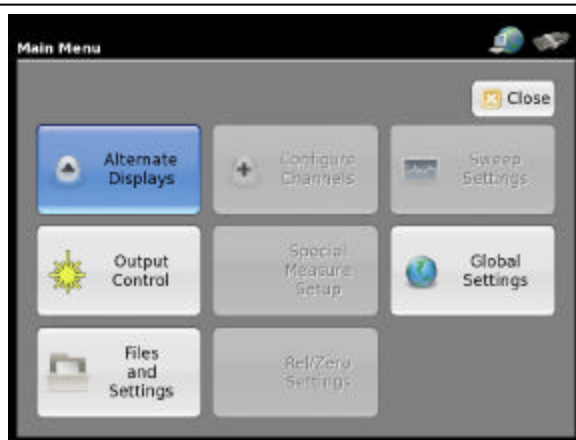 Main Menu
Close
Alternate
Displays
Configure
Channels
Sweep
Settings
Output
Control
Special
Measure
Setup
Global
Settings
Files
and
Settings
Rel/Zero
Settings